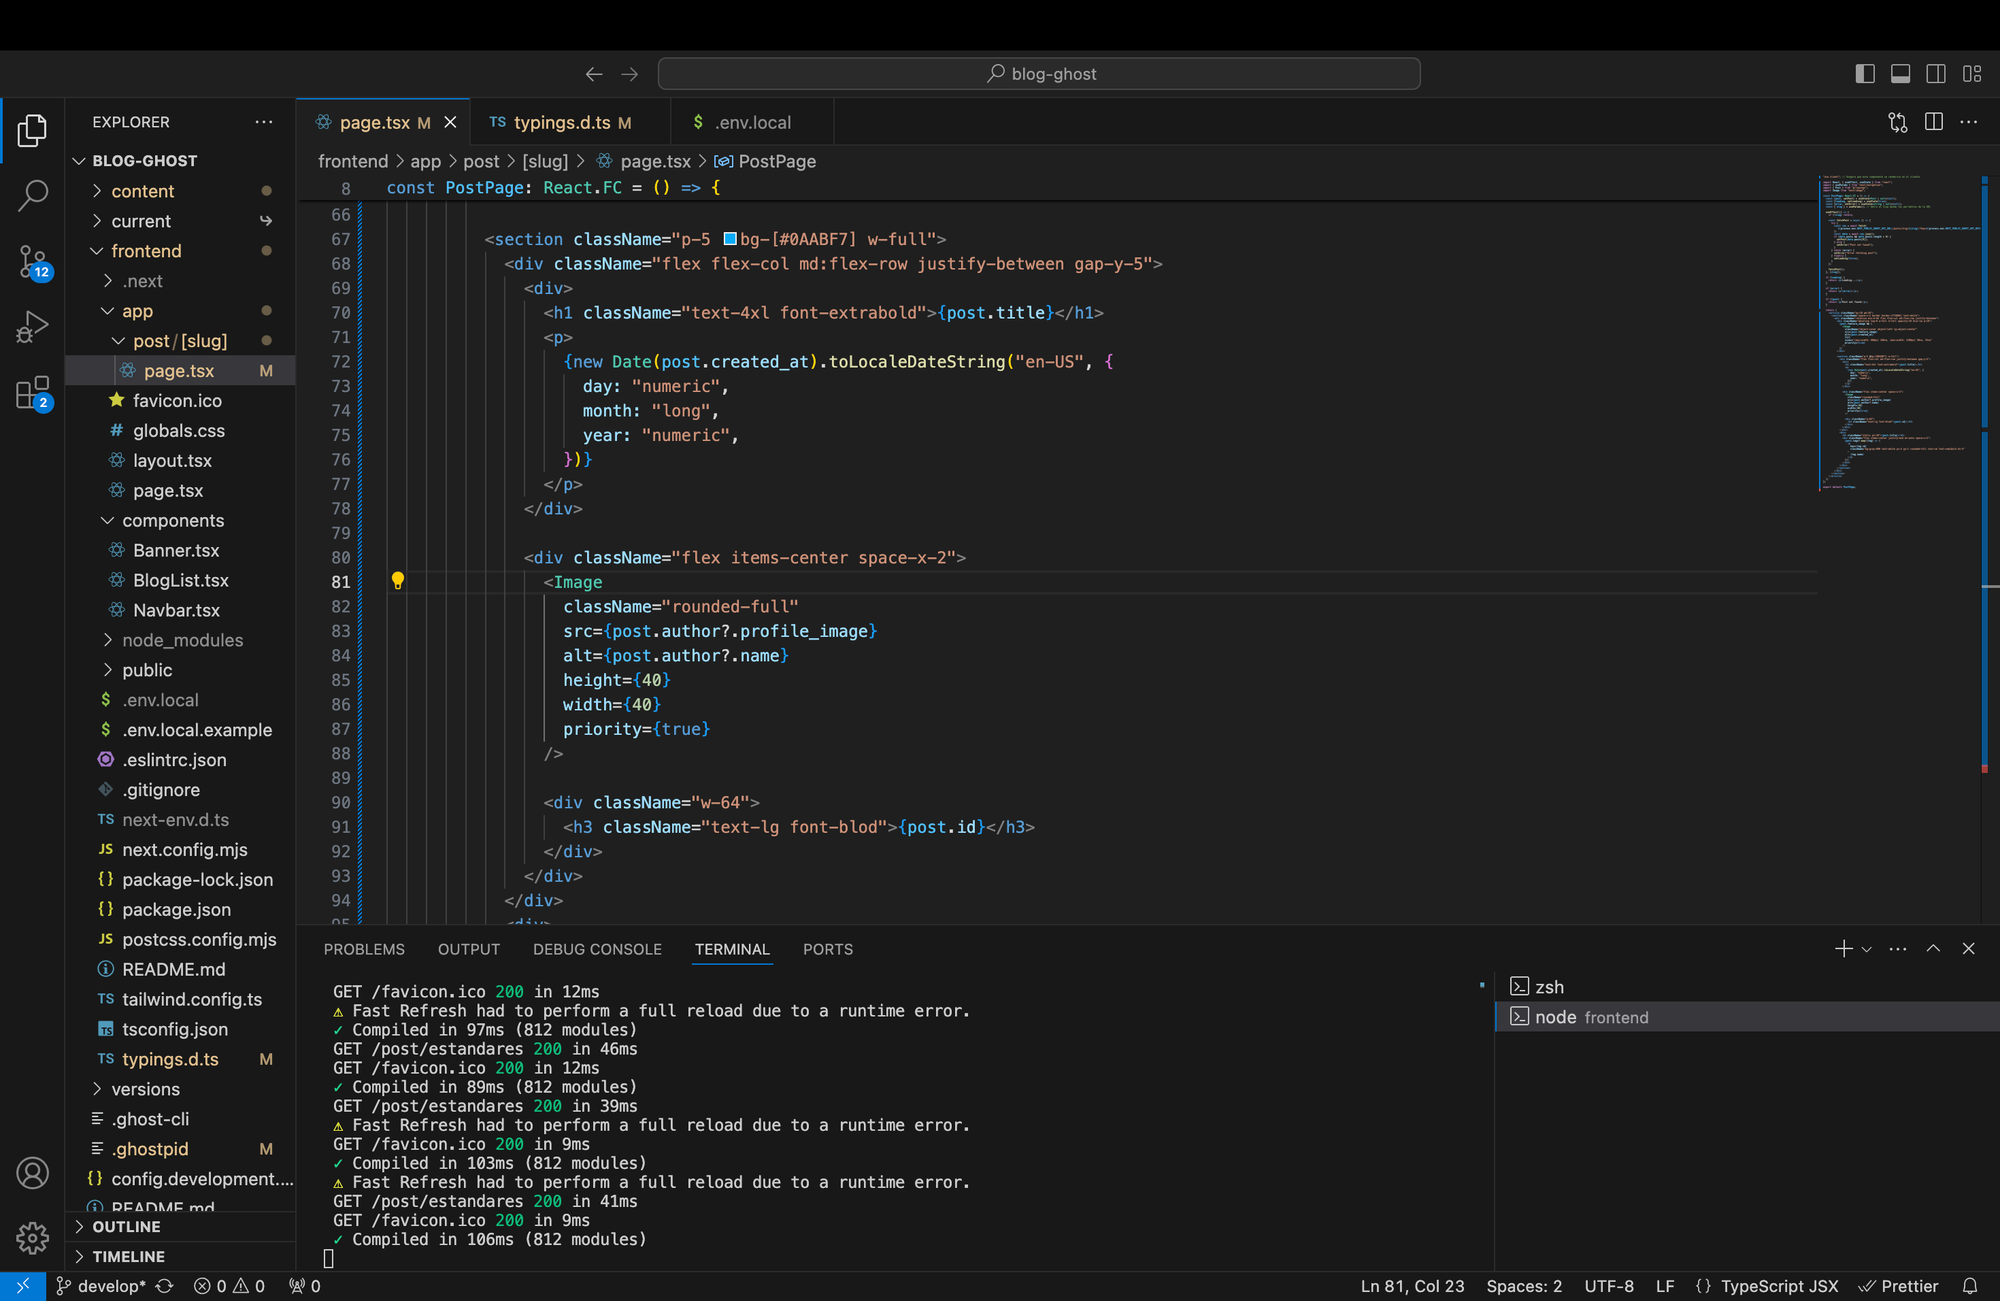 blog-ghost
EXPLORER
page.tsx M
TS typings.d.ts M
$ .env.local
BLOG-GHOST
frontend > app > post > [slug] > page.tsx > PostPage
content
current
frontend
.next
app
post/[slug]
page.tsx M
favicon.ico
# globals.css
layout.tsx
page.tsx
components
Banner.tsx
BlogList.tsx
Navbar.tsx
node_modules
public
$ .env.local
$ .env.local.example
.eslintrc.json
.gitignore
TS next-env.d.ts
JS next.config.mjs
{} package-lock.json
{} package.json
JS postcss.config.mjs
README.md
TS tailwind.config.ts
TS tsconfig.json
TS typings.d.ts M
versions
.ghost-cli
.ghostpid M
{} config.development....
README.md
OUTLINE
TIMELINE
12
2
8 const PostPage: React.FC = () => {
66
67 <section className="p-5 bg-[#0AABF7] w-full">
68 <div className="flex flex-col md:flex-row justify-between gap-y-5">
69 <div>
70 <h1 className="text-4xl font-extrabold">{post.title}</h1>
71 <p>
72 {new Date(post.created_at).toLocaleDateString("en-US", {
73 day: "numeric",
74 month: "long",
75 year: "numeric",
76 })}
77 </p>
78 </div>
79
80 <div className="flex items-center space-x-2">
81 <Image
82 className="rounded-full"
83 src={post.author?.profile_image}
84 alt={post.author?.name}
85 height={40}
86 width={40}
87 priority={true}
88 />
89
90 <div className="w-64">
91 <h3 className="text-lg font-blod">{post.id}</h3>
92 </div>
93 </div>
94 </div>
95 <div>
PROBLEMS OUTPUT DEBUG CONSOLE TERMINAL PORTS
GET /favicon.ico 200 in 12ms
⚠ Fast Refresh had to perform a full reload due to a runtime error.
✓ Compiled in 97ms (812 modules)
GET /post/estandares 200 in 46ms
GET /favicon.ico 200 in 12ms
✓ Compiled in 89ms (812 modules)
GET /post/estandares 200 in 39ms
⚠ Fast Refresh had to perform a full reload due to a runtime error.
GET /favicon.ico 200 in 9ms
✓ Compiled in 103ms (812 modules)
⚠ Fast Refresh had to perform a full reload due to a runtime error.
GET /post/estandares 200 in 41ms
GET /favicon.ico 200 in 9ms
✓ Compiled in 106ms (812 modules)
zsh
node frontend
develop* 0 0 0
Ln 81, Col 23 Spaces: 2 UTF-8 LF {} TypeScript JSX Prettier